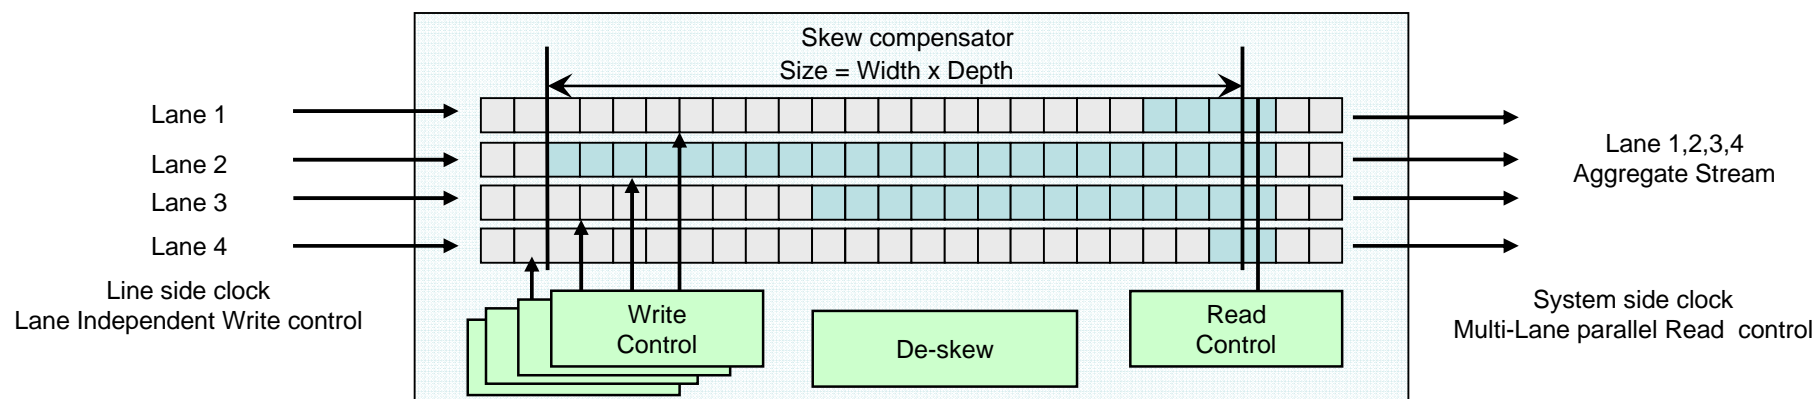 Skew compensator
Size = Width x Depth
Lane 1
Lane 2
Lane 3
Lane 4
Line side clock
Lane Independent Write control
Write
Control
De-skew
Read
Control
Lane 1,2,3,4
Aggregate Stream
System side clock
Multi-Lane parallel Read control